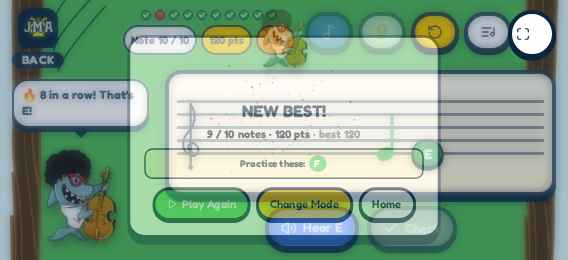 JMA
BACK
Note 10 / 10
120 pts
🔥 8 in a row! That's
E!
NEW BEST!
9 / 10 notes · 120 pts · best 120
E
Practice these: F
Play Again
Change Mode
Home
Hear E